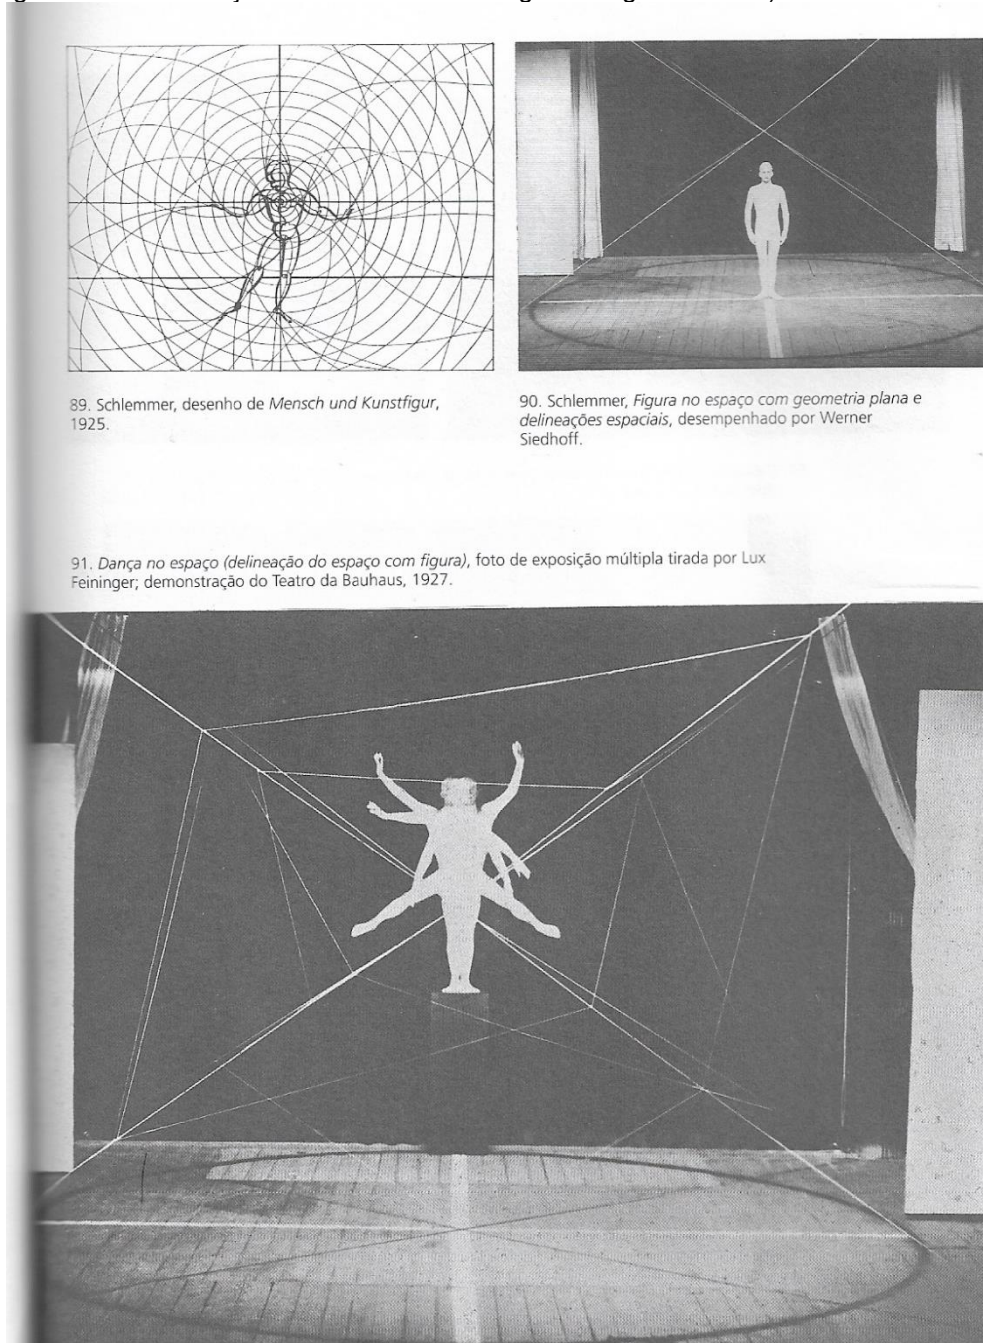 89. Schlemmer, desenho de Mensch und Kunstfigur,
1925.
90. Schlemmer, Figura no espaço com geometria plana e
delineações espaciais, desempenhado por Werner
Siedhoff.
91. Dança no espaço (delineação do espaço com figura), foto de exposição múltipla tirada por Lux
Feininger; demonstração do Teatro da Bauhaus, 1927.